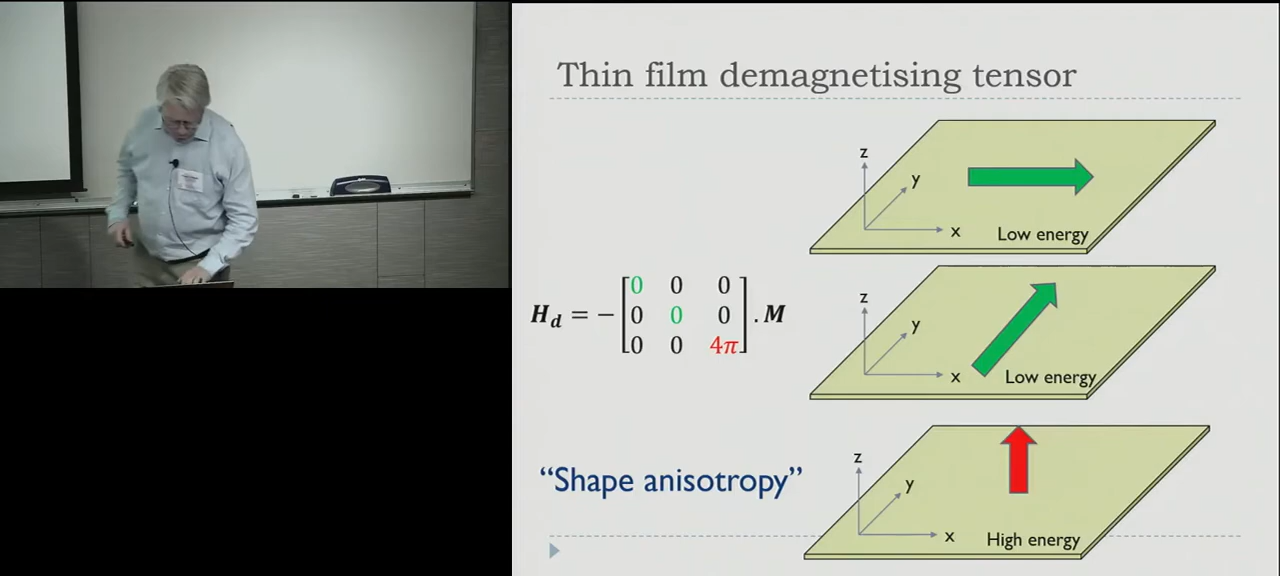 Thin film demagnetising tensor
z
y
x
Low energy
H_d = − [0 0 0
0 0 0
0 0 4π] . M
z
y
x
Low energy
"Shape anisotropy"
z
y
x
High energy